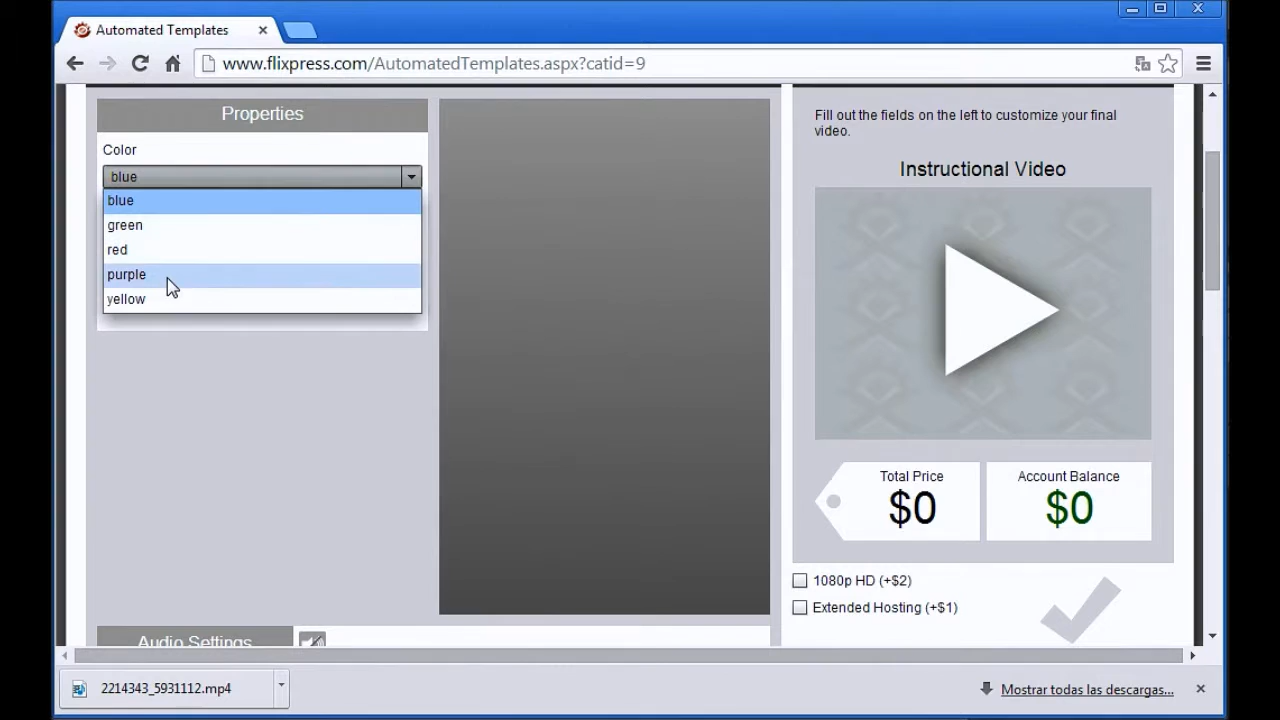 Automated Templates
www.flixpress.com/AutomatedTemplates.aspx?catid=9
Properties
Color
blue
blue
green
red
purple
yellow
Fill out the fields on the left to customize your final
video.
Instructional Video
Total Price
$0
Account Balance
$0
1080p HD (+$2)
Extended Hosting (+$1)
Audio Settings
2214343_5931112.mp4
Mostrar todas las descargas...